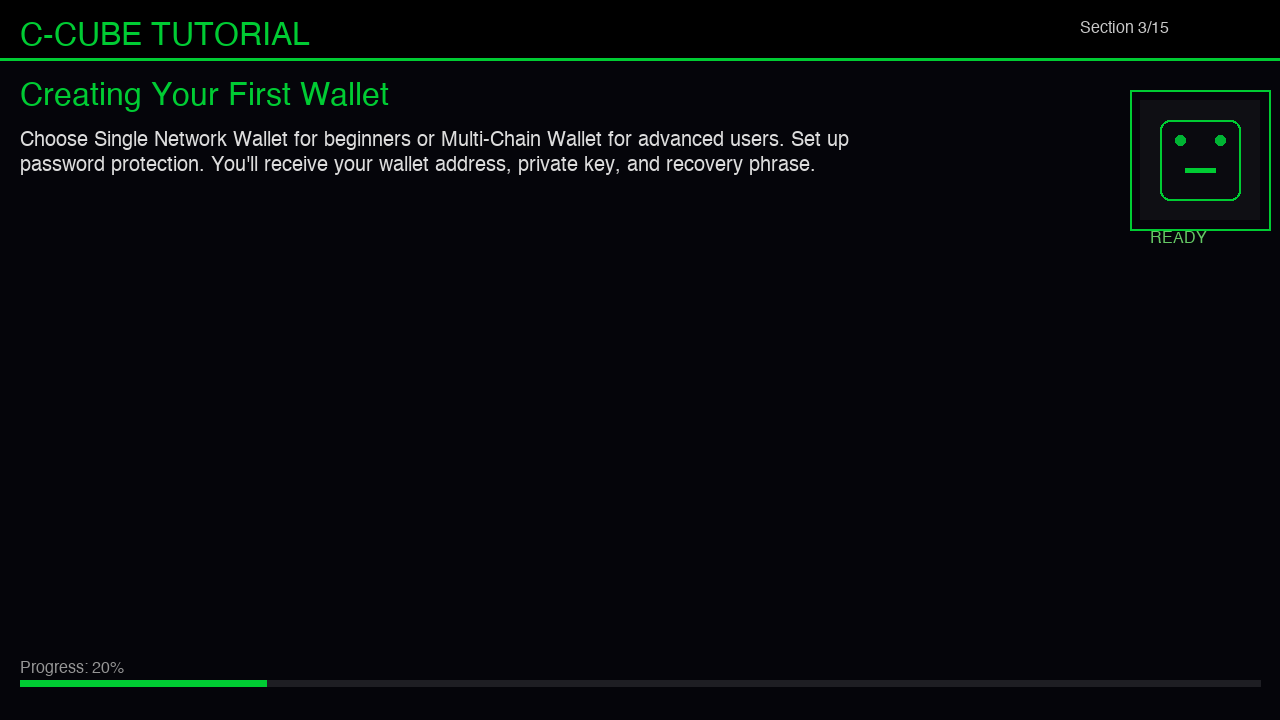 C-CUBE TUTORIAL
Section 3/15
Creating Your First Wallet
Choose Single Network Wallet for beginners or Multi-Chain Wallet for advanced users. Set up
password protection. You'll receive your wallet address, private key, and recovery phrase.
READY
Progress: 20%